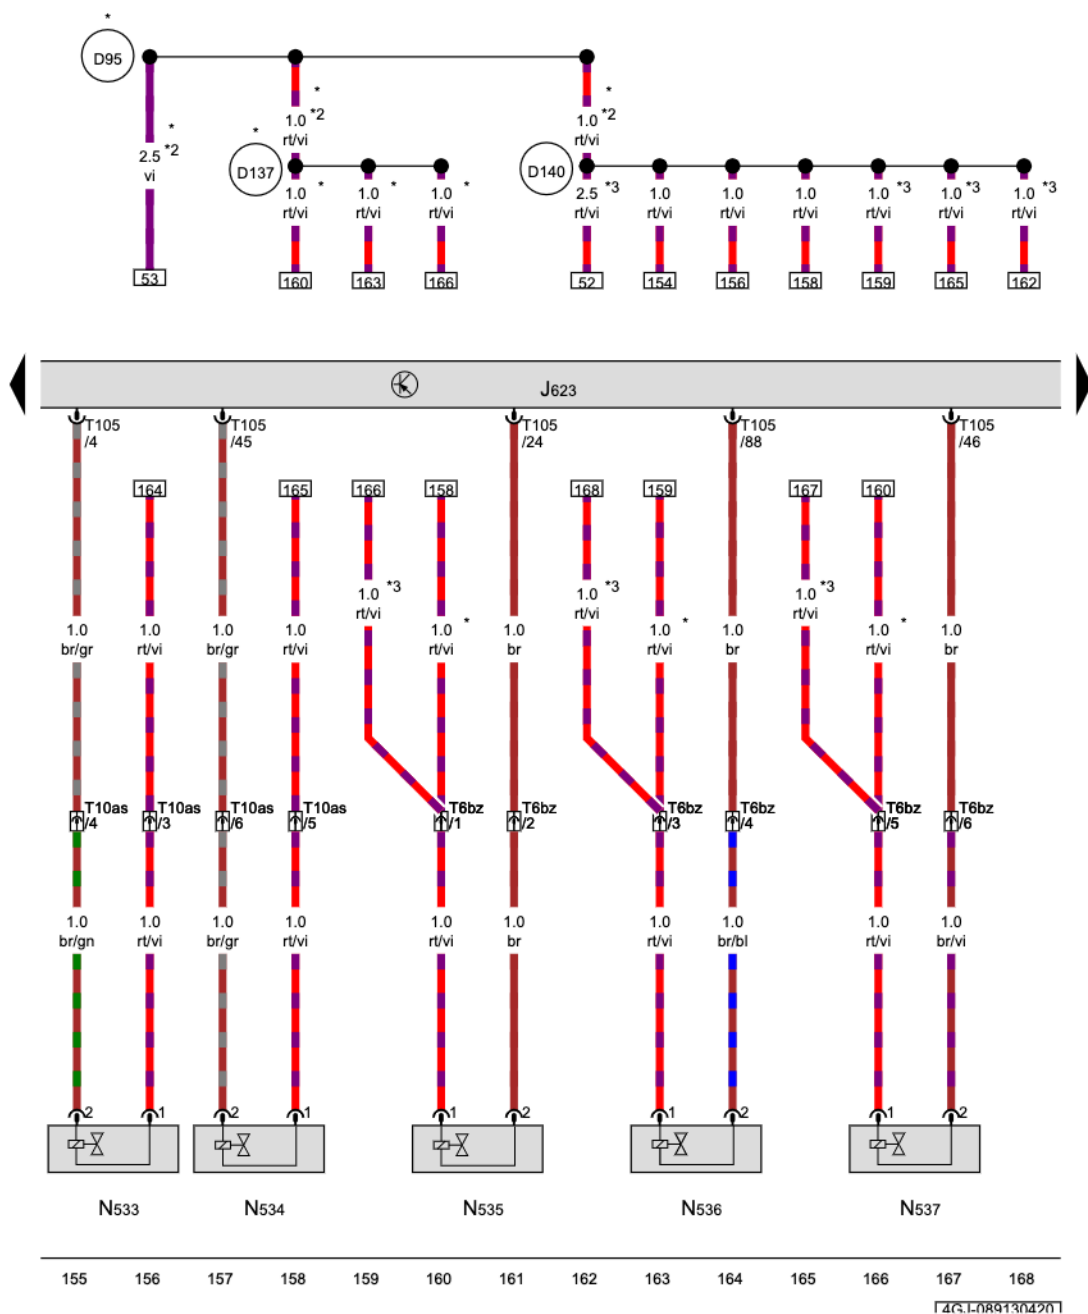 *
D95
*
*
*
1.0 *2
1.0 *2
*
2.5 *2
rt/vi
rt/vi
vi
D137
D140
1.0 *
1.0 *
1.0 *
2.5 *3
1.0
1.0
1.0
1.0 *3
1.0 *3
1.0 *3
rt/vi
rt/vi
rt/vi
rt/vi
rt/vi
rt/vi
rt/vi
rt/vi
rt/vi
rt/vi
53
160
163
166
52
154
156
158
159
165
162
J623
T105
/4
T105
/45
T105
/24
T105
/88
T105
/46
164
165
166
158
168
159
167
160
1.0 *3
rt/vi
1.0 *3
rt/vi
1.0 *3
rt/vi
1.0
br/gr
1.0
rt/vi
1.0
br/gr
1.0
rt/vi
1.0 *
rt/vi
1.0
br
1.0 *
rt/vi
1.0
br
1.0 *
rt/vi
1.0
br
T10as
/4
T10as
/3
T10as
/6
T10as
/5
T6bz
/1
T6bz
/2
T6bz
/3
T6bz
/4
T6bz
/5
T6bz
/6
1.0
br/gn
1.0
rt/vi
1.0
br/gr
1.0
rt/vi
1.0
rt/vi
1.0
br
1.0
rt/vi
1.0
br/bl
1.0
rt/vi
1.0
br/vi
2
1
2
1
1
2
1
2
1
2
N533
N534
N535
N536
N537
155 156 157 158 159 160 161 162 163 164 165 166 167 168
4GJ-089130420